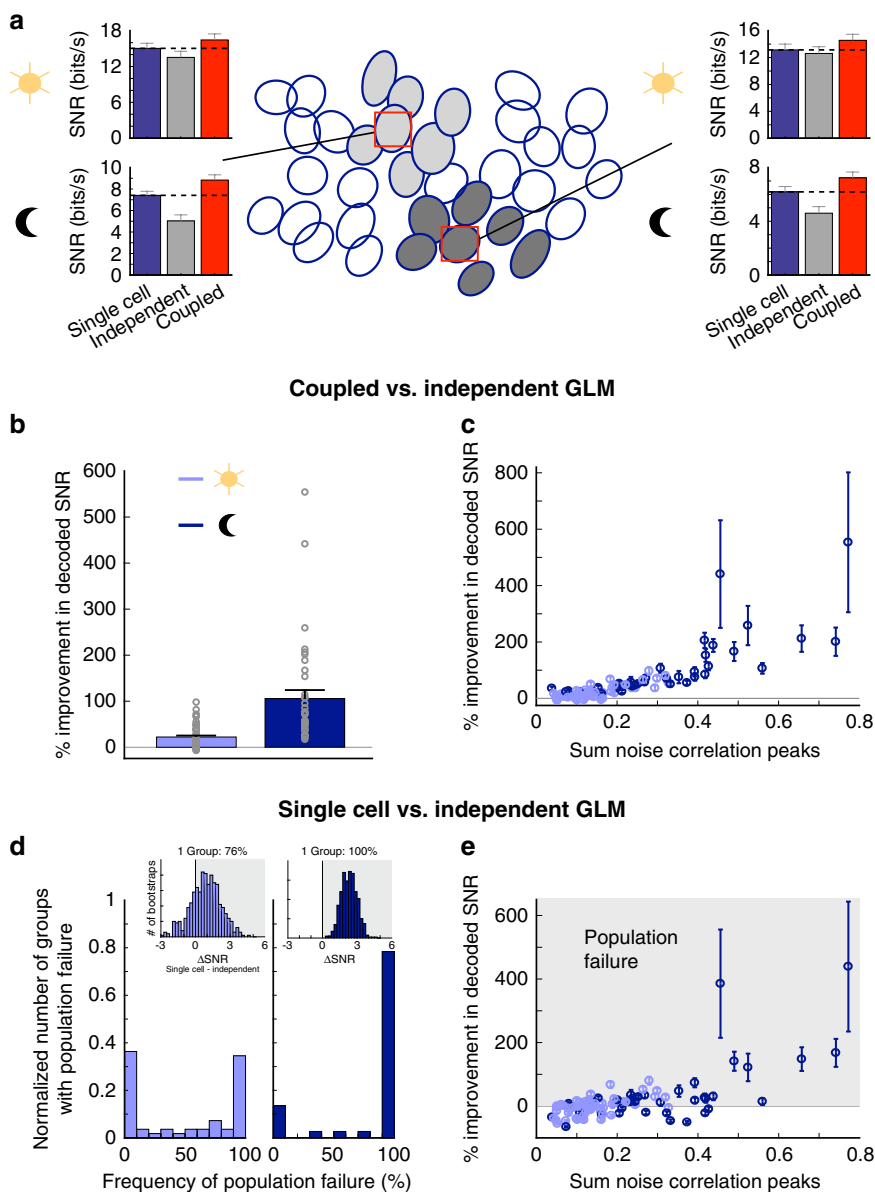 a
18
12
6
0
SNR (bits/s)
10
8
6
4
2
0
SNR (bits/s)
Single cell
Independent
Coupled
16
12
8
4
0
SNR (bits/s)
8
4
0
SNR (bits/s)
Single cell
Independent
Coupled
Coupled vs. independent GLM
b
600
500
400
300
200
100
0
% improvement in decoded SNR
c
800
600
400
200
0
% improvement in decoded SNR
0 0.2 0.4 0.6 0.8
Sum noise correlation peaks
Single cell vs. independent GLM
d
1 Group: 76%
# of bootstraps
-3 0 3 6
ΔSNR
Single cell - independent
1 Group: 100%
-3 0 3 6
ΔSNR
1
0.8
0.6
0.4
0.2
0
Normalized number of groups
with population failure
0 50 100 0 50 100
Frequency of population failure (%)
e
600
400
200
0
% improvement in decoded SNR
Population
failure
0 0.2 0.4 0.6 0.8
Sum noise correlation peaks